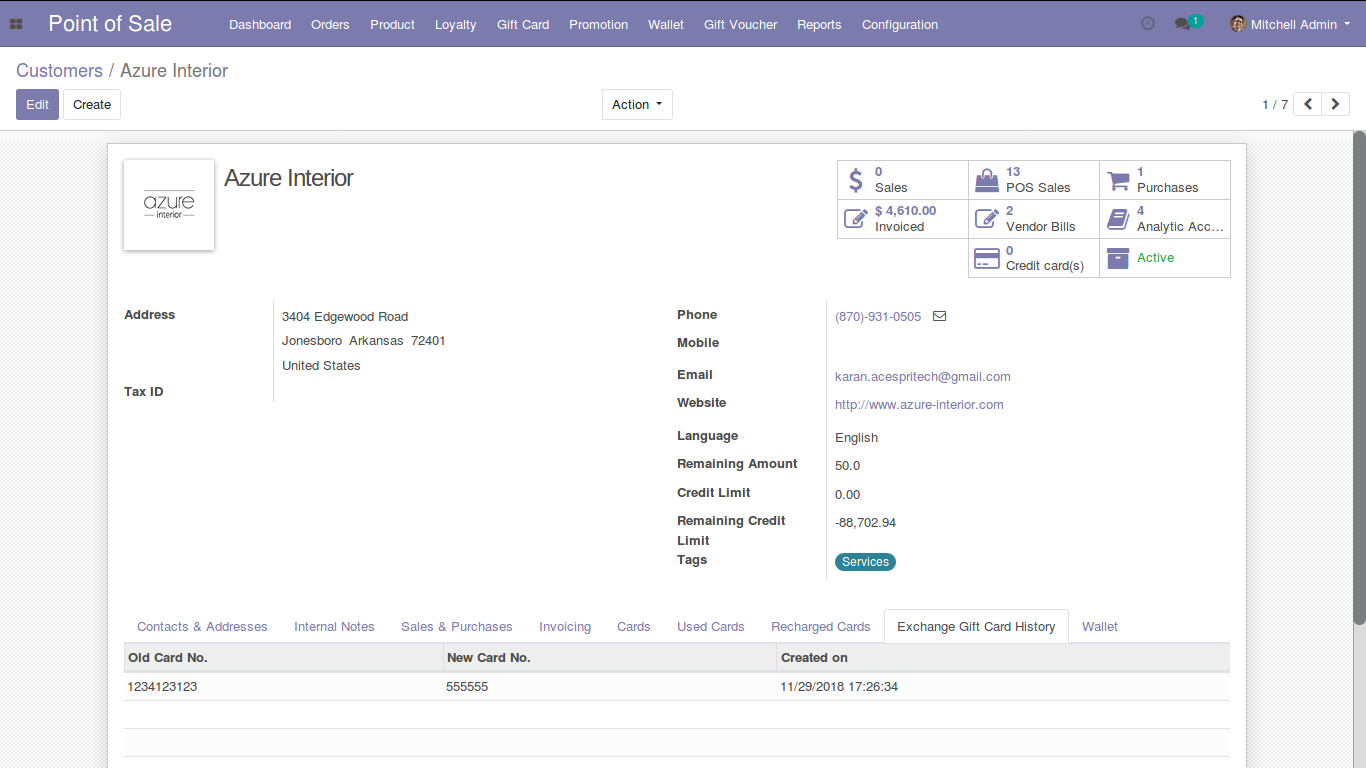 Point of Sale Dashboard Orders Product Loyalty Gift Card Promotion Wallet Gift Voucher Reports Configuration 1 Mitchell Admin
Customers / Azure Interior
Edit Create Action 1 / 7
azure
interior
Azure Interior
0
Sales
13
POS Sales
1
Purchases
$ 4,610.00
Invoiced
2
Vendor Bills
4
Analytic Acc...
0
Credit card(s)
Active
Address
3404 Edgewood Road
Jonesboro Arkansas 72401
United States
Tax ID
Phone (870)-931-0505
Mobile
Email karan.acespritech@gmail.com
Website http://www.azure-interior.com
Language English
Remaining Amount 50.0
Credit Limit 0.00
Remaining Credit -88,702.94
Limit
Tags Services
Contacts & Addresses Internal Notes Sales & Purchases Invoicing Cards Used Cards Recharged Cards Exchange Gift Card History Wallet
Old Card No. New Card No. Created on
1234123123 555555 11/29/2018 17:26:34